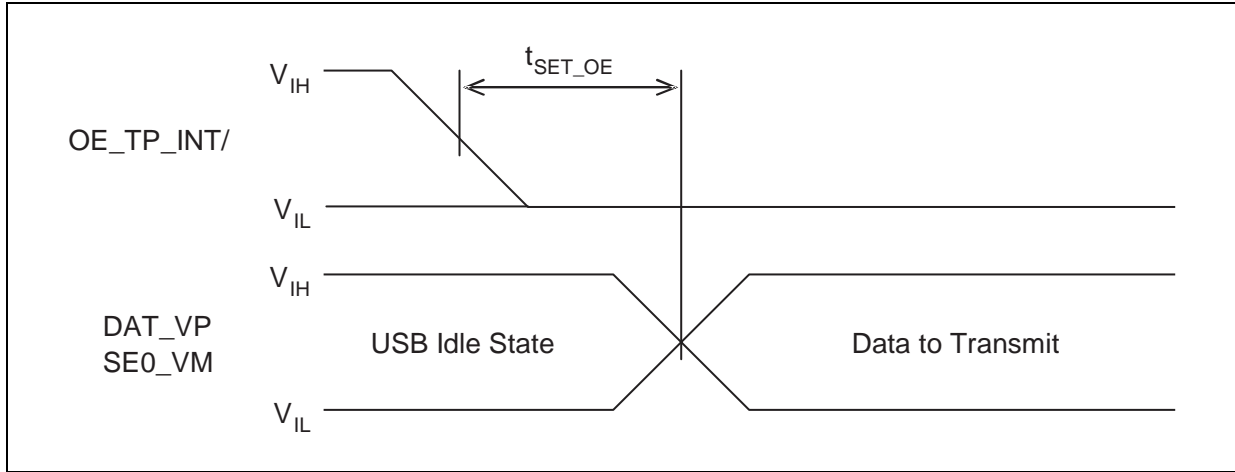 t_SET_OE
V_IH
OE_TP_INT/
V_IL
V_IH
DAT_VP
SE0_VM
USB Idle State
Data to Transmit
V_IL